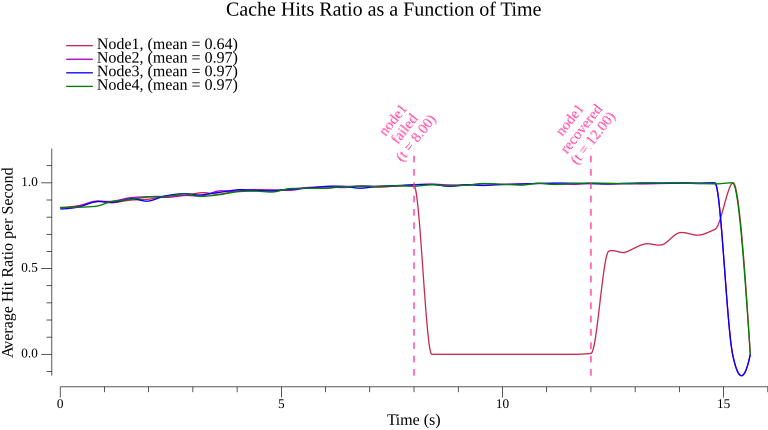 Cache Hits Ratio as a Function of Time
Node1, (mean = 0.64)
Node2, (mean = 0.97)
Node3, (mean = 0.97)
Node4, (mean = 0.97)
node1
failed
(t = 8.00)
node1
recovered
(t = 12.00)
Average Hit Ratio per Second
1.0
0.5
0.0
0
5
10
15
Time (s)